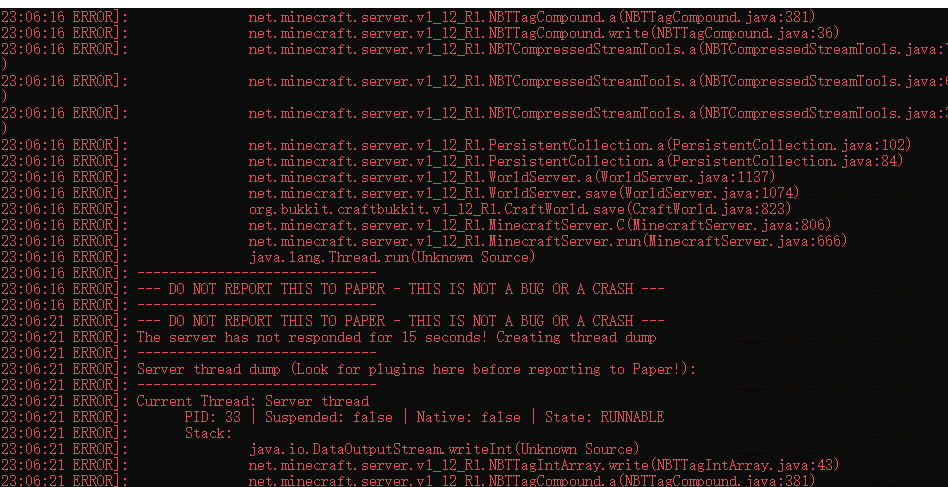 23:06:16 ERROR]: net.minecraft.server.v1_12_R1.NBTTagCompound.a(NBTTagCompound.java:381)
23:06:16 ERROR]: net.minecraft.server.v1_12_R1.NBTTagCompound.write(NBTTagCompound.java:36)
23:06:16 ERROR]: net.minecraft.server.v1_12_R1.NBTCompressedStreamTools.a(NBTCompressedStreamTools.java:
)
23:06:16 ERROR]: net.minecraft.server.v1_12_R1.NBTCompressedStreamTools.a(NBTCompressedStreamTools.java:
)
23:06:16 ERROR]: net.minecraft.server.v1_12_R1.NBTCompressedStreamTools.a(NBTCompressedStreamTools.java:
)
23:06:16 ERROR]: net.minecraft.server.v1_12_R1.PersistentCollection.a(PersistentCollection.java:102)
23:06:16 ERROR]: net.minecraft.server.v1_12_R1.PersistentCollection.a(PersistentCollection.java:84)
23:06:16 ERROR]: net.minecraft.server.v1_12_R1.WorldServer.a(WorldServer.java:1137)
23:06:16 ERROR]: net.minecraft.server.v1_12_R1.WorldServer.save(WorldServer.java:1074)
23:06:16 ERROR]: org.bukkit.craftbukkit.v1_12_R1.CraftWorld.save(CraftWorld.java:823)
23:06:16 ERROR]: net.minecraft.server.v1_12_R1.MinecraftServer.C(MinecraftServer.java:806)
23:06:16 ERROR]: net.minecraft.server.v1_12_R1.MinecraftServer.run(MinecraftServer.java:666)
23:06:16 ERROR]: java.lang.Thread.run(Unknown Source)
23:06:16 ERROR]: ------------------------------
23:06:16 ERROR]: --- DO NOT REPORT THIS TO PAPER - THIS IS NOT A BUG OR A CRASH ---
23:06:16 ERROR]: ------------------------------
23:06:21 ERROR]: --- DO NOT REPORT THIS TO PAPER - THIS IS NOT A BUG OR A CRASH ---
23:06:21 ERROR]: The server has not responded for 15 seconds! Creating thread dump
23:06:21 ERROR]: ------------------------------
23:06:21 ERROR]: Server thread dump (Look for plugins here before reporting to Paper!):
23:06:21 ERROR]: ------------------------------
23:06:21 ERROR]: Current Thread: Server thread
23:06:21 ERROR]: PID: 33 | Suspended: false | Native: false | State: RUNNABLE
23:06:21 ERROR]: Stack:
23:06:21 ERROR]: java.io.DataOutputStream.writeInt(Unknown Source)
23:06:21 ERROR]: net.minecraft.server.v1_12_R1.NBTTagIntArray.write(NBTTagIntArray.java:43)
23:06:21 ERROR]: net.minecraft.server.v1_12_R1.NBTTagCompound.a(NBTTagCompound.java:381)